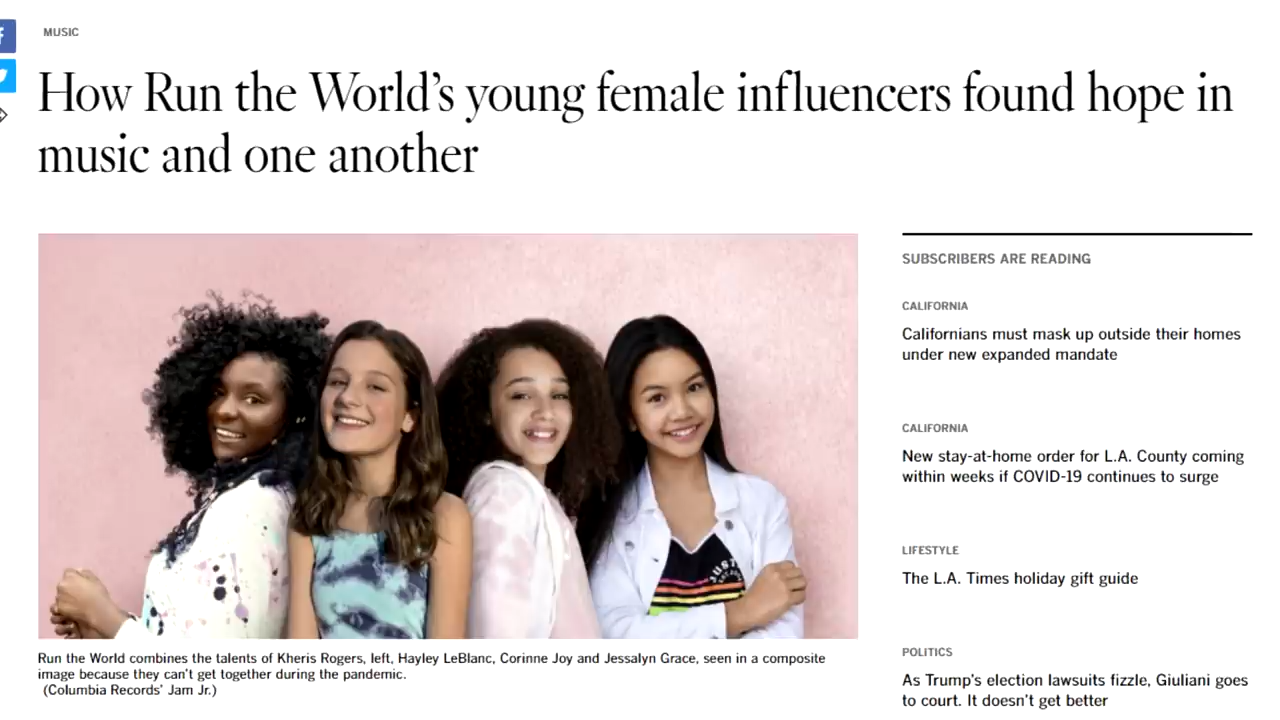 MUSIC
How Run the World's young female influencers found hope in
music and one another
SUBSCRIBERS ARE READING
CALIFORNIA
Californians must mask up outside their homes
under new expanded mandate
CALIFORNIA
New stay-at-home order for L.A. County coming
within weeks if COVID-19 continues to surge
LIFESTYLE
The L.A. Times holiday gift guide
POLITICS
As Trump's election lawsuits fizzle, Giuliani goes
to court. It doesn't get better
JUST
Run the World combines the talents of Kheris Rogers, left, Hayley LeBlanc, Corinne Joy and Jessalyn Grace, seen in a composite
image because they can't get together during the pandemic.
(Columbia Records' Jam Jr.)